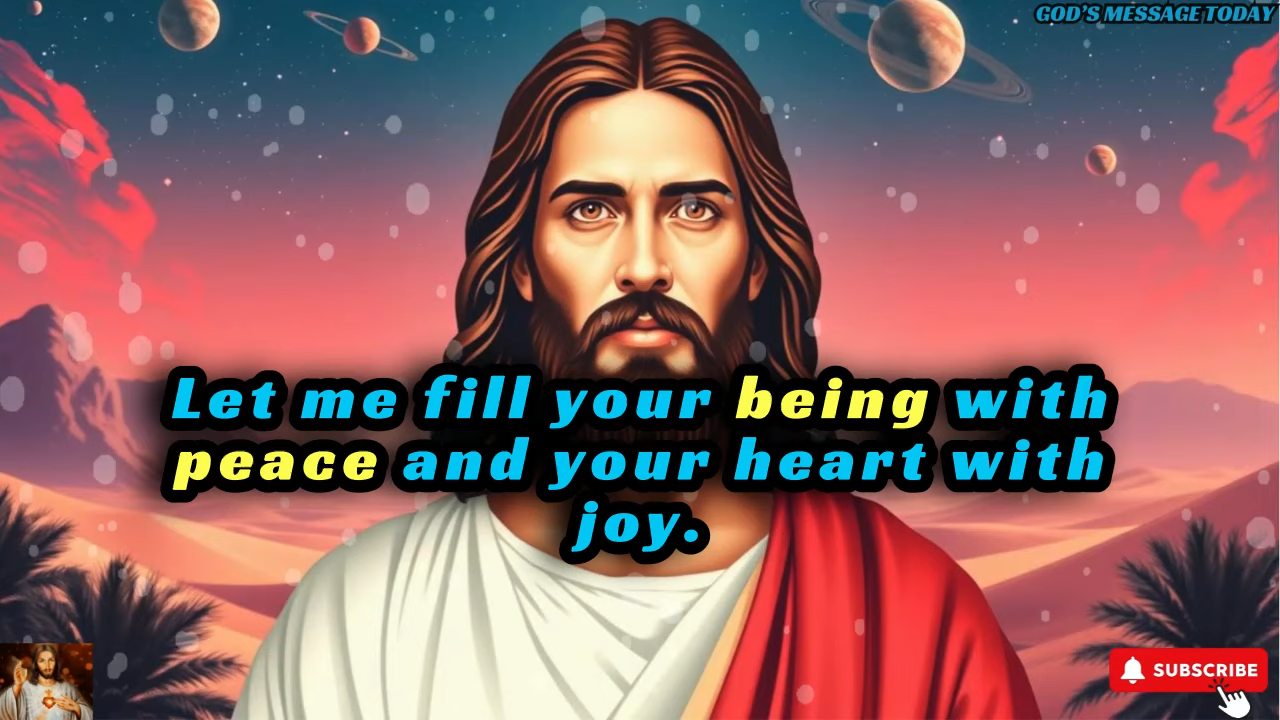 GOD'S MESSAGE TODAY
Let me fill your being with
peace and your heart with
joy.
SUBSCRIBE